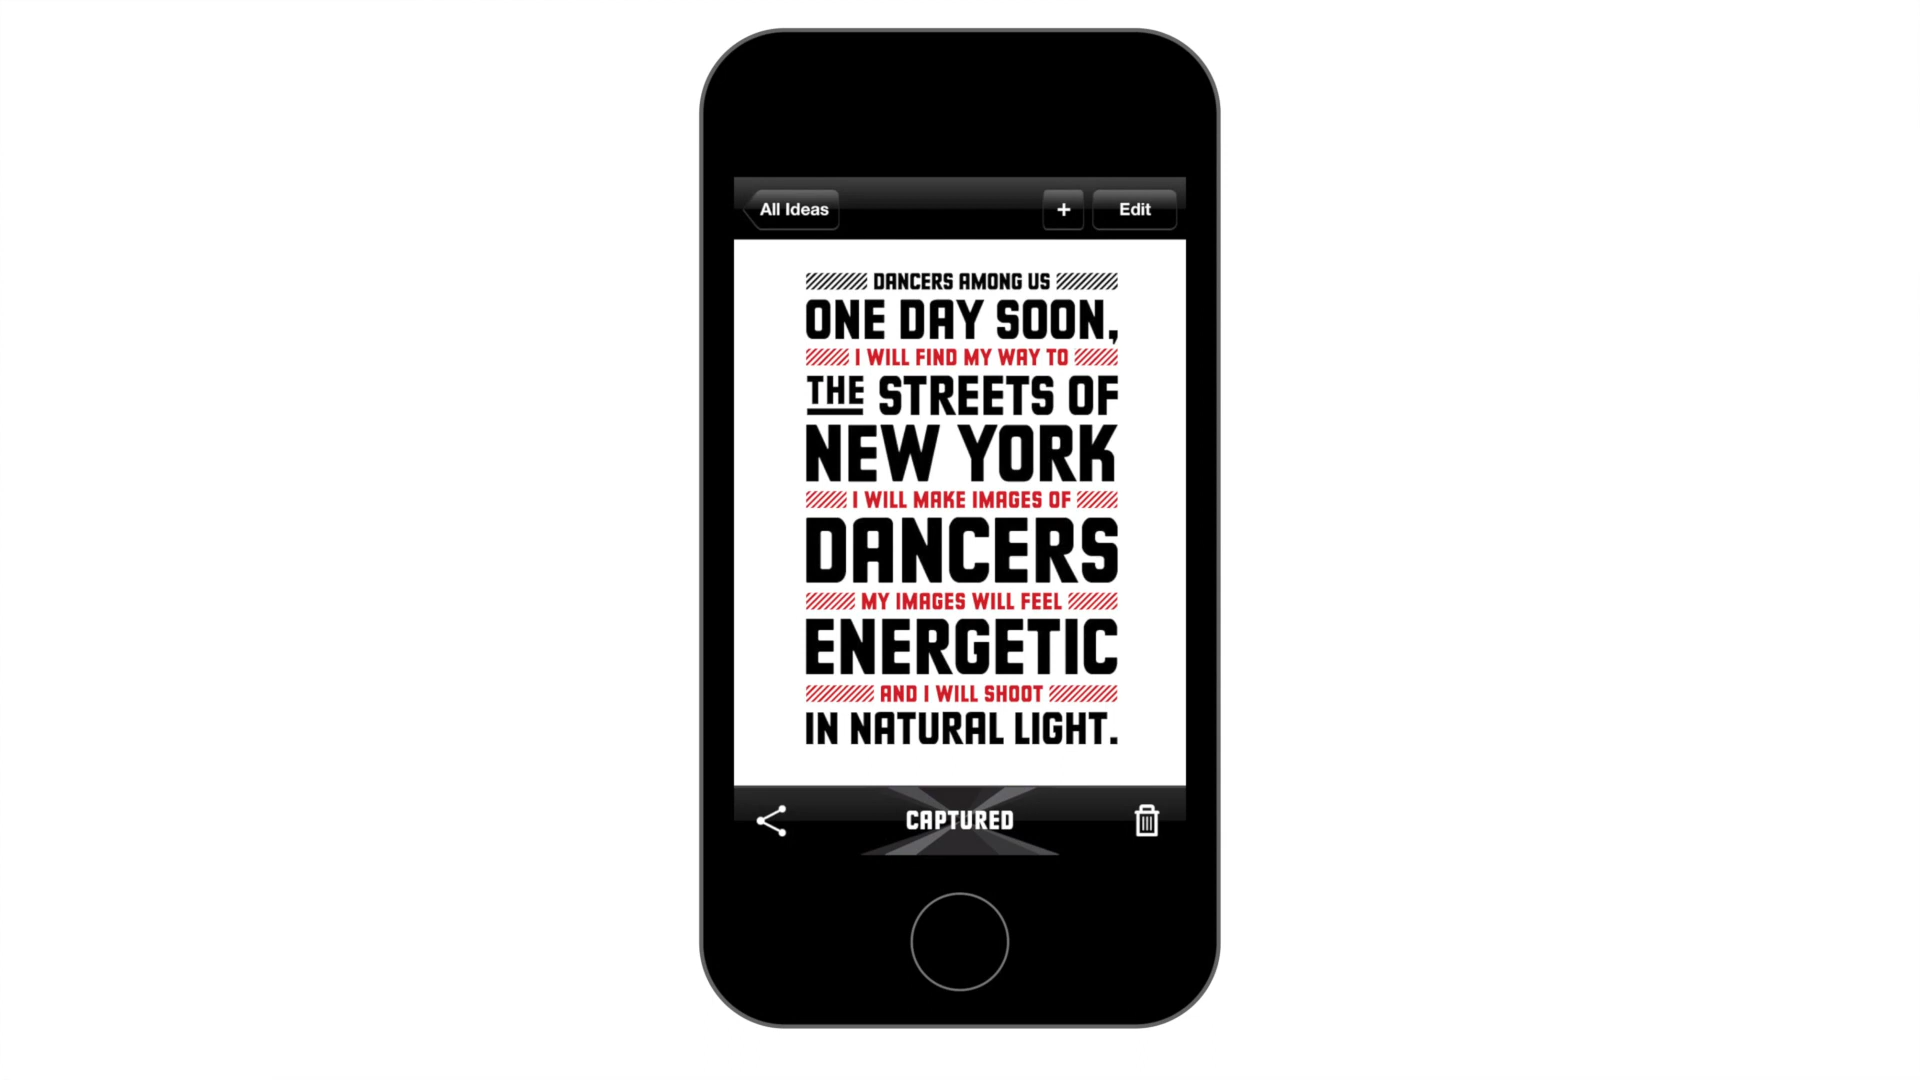 All Ideas + Edit
DANCERS AMONG US
ONE DAY SOON,
I WILL FIND MY WAY TO
THE STREETS OF
NEW YORK
I WILL MAKE IMAGES OF
DANCERS
MY IMAGES WILL FEEL
ENERGETIC
AND I WILL SHOOT
IN NATURAL LIGHT.
CAPTURED